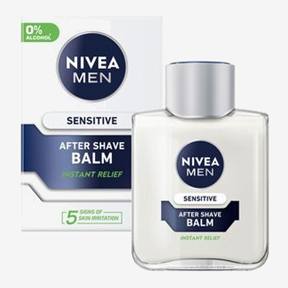 0%
ALCOHOL
NIVEA
MEN
SENSITIVE
AFTER SHAVE
BALM
INSTANT RELIEF
5 SIGNS OF
SKIN IRRITATION
NIVEA
MEN
SENSITIVE
AFTER SHAVE
BALM
INSTANT RELIEF